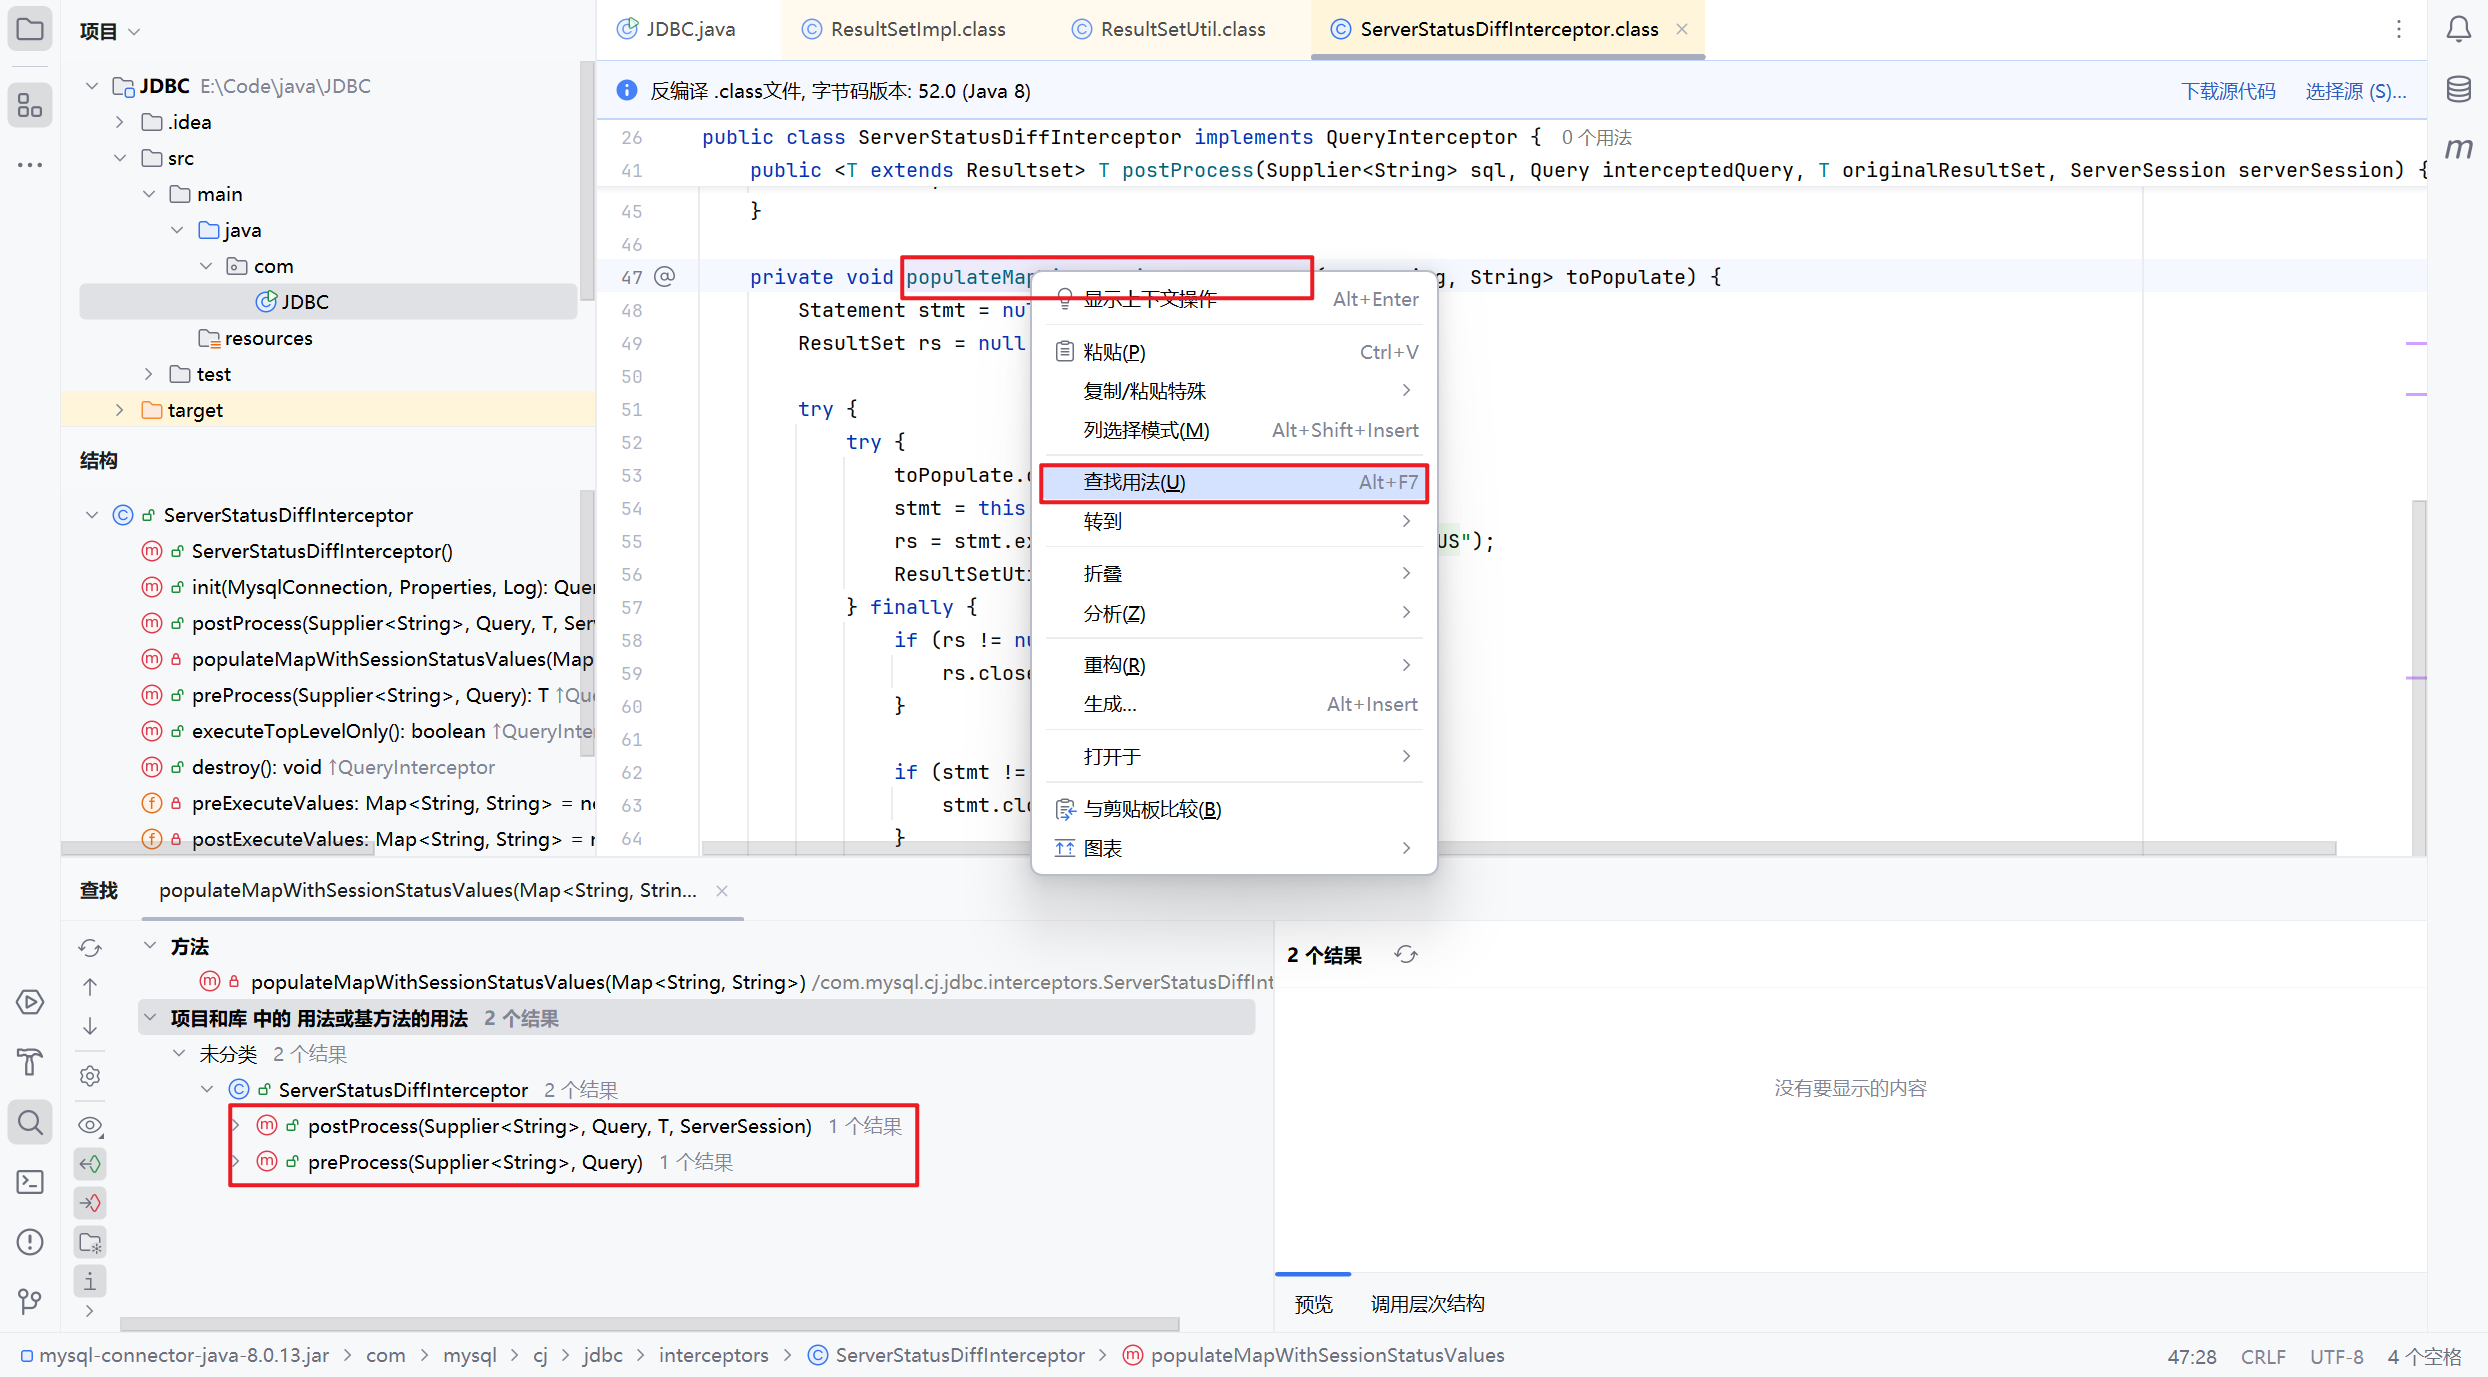 项目
JDBC E:\Code\java\JDBC
.idea
src
main
java
com
JDBC
resources
test
target
结构
ServerStatusDiffInterceptor
ServerStatusDiffInterceptor()
init(MysqlConnection, Properties, Log): Quer
postProcess(Supplier<String>, Query, T, Ser
populateMapWithSessionStatusValues(Map
preProcess(Supplier<String>, Query): T ↑Qu
executeTopLevelOnly(): boolean ↑QueryInte
destroy(): void ↑QueryInterceptor
preExecuteValues: Map<String, String> = ne
postExecuteValues: Map<String, String> = r
JDBC.java ResultSetImpl.class ResultSetUtil.class ServerStatusDiffInterceptor.class
反编译 .class文件, 字节码版本: 52.0 (Java 8) 下载源代码 选择源 (S)...
26 public class ServerStatusDiffInterceptor implements QueryInterceptor { 0 个用法
41 public <T extends Resultset> T postProcess(Supplier<String> sql, Query interceptedQuery, T originalResultSet, ServerSession serverSession) {
45 }
46
47 private void populateMap g, String> toPopulate) {
48 Statement stmt = nu
49 ResultSet rs = null
50
51 try {
52 try {
53 toPopulate.
54 stmt = this
55 rs = stmt.ex US");
56 ResultSetUt
57 } finally {
58 if (rs != nu
59 rs.close
60 }
61
62 if (stmt !=
63 stmt.clo
64 }
显示上下文操作 Alt+Enter
粘贴(P) Ctrl+V
复制/粘贴特殊
列选择模式(M) Alt+Shift+Insert
查找用法(U) Alt+F7
转到
折叠
分析(Z)
重构(R)
生成... Alt+Insert
打开于
与剪贴板比较(B)
图表
查找 populateMapWithSessionStatusValues(Map<String, Strin...
方法
populateMapWithSessionStatusValues(Map<String, String>) /com.mysql.cj.jdbc.interceptors.ServerStatusDiffInt
项目和库 中的 用法或基方法的用法 2 个结果
未分类 2 个结果
ServerStatusDiffInterceptor 2 个结果
postProcess(Supplier<String>, Query, T, ServerSession) 1 个结果
preProcess(Supplier<String>, Query) 1 个结果
2 个结果
没有要显示的内容
预览 调用层次结构
mysql-connector-java-8.0.13.jar > com > mysql > cj > jdbc > interceptors > ServerStatusDiffInterceptor > populateMapWithSessionStatusValues
47:28 CRLF UTF-8 4 个空格